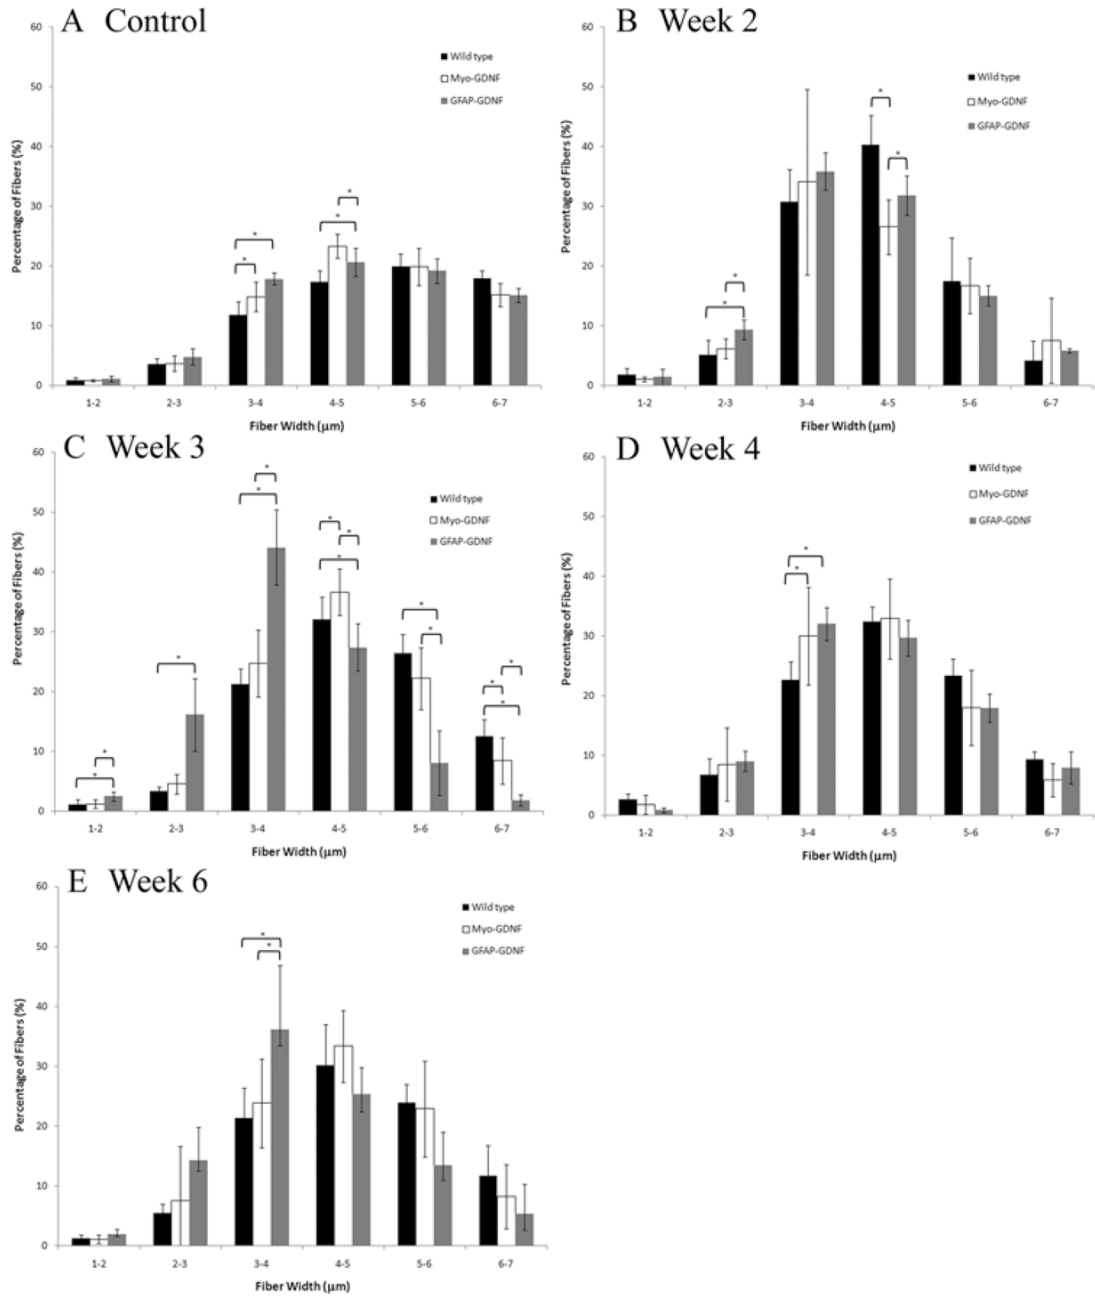 A Control
60
50
40
30
20
10
0
Percentage of Fibers (%)
Wild type
Myo-GDNF
GFAP-GDNF
* * * *
1-2 2-3 3-4 4-5 5-6 6-7
Fiber Width (μm)
B Week 2
60
50
40
30
20
10
0
Percentage of Fibers (%)
Wild type
Myo-GDNF
GFAP-GDNF
* * * *
1-2 2-3 3-4 4-5 5-6 6-7
Fiber Width (μm)
C Week 3
60
50
40
30
20
10
0
Percentage of Fibers (%)
Wild type
Myo-GDNF
GFAP-GDNF
* * * * * * * * * * * * *
1-2 2-3 3-4 4-5 5-6 6-7
Fiber Width (μm)
D Week 4
60
50
40
30
20
10
0
Percentage of Fibers (%)
Wild type
Myo-GDNF
GFAP-GDNF
* *
1-2 2-3 3-4 4-5 5-6 6-7
Fiber Width (μm)
E Week 6
60
50
40
30
20
10
0
Percentage of Fibers (%)
Wild type
Myo-GDNF
GFAP-GDNF
* *
1-2 2-3 3-4 4-5 5-6 6-7
Fiber Width (μm)